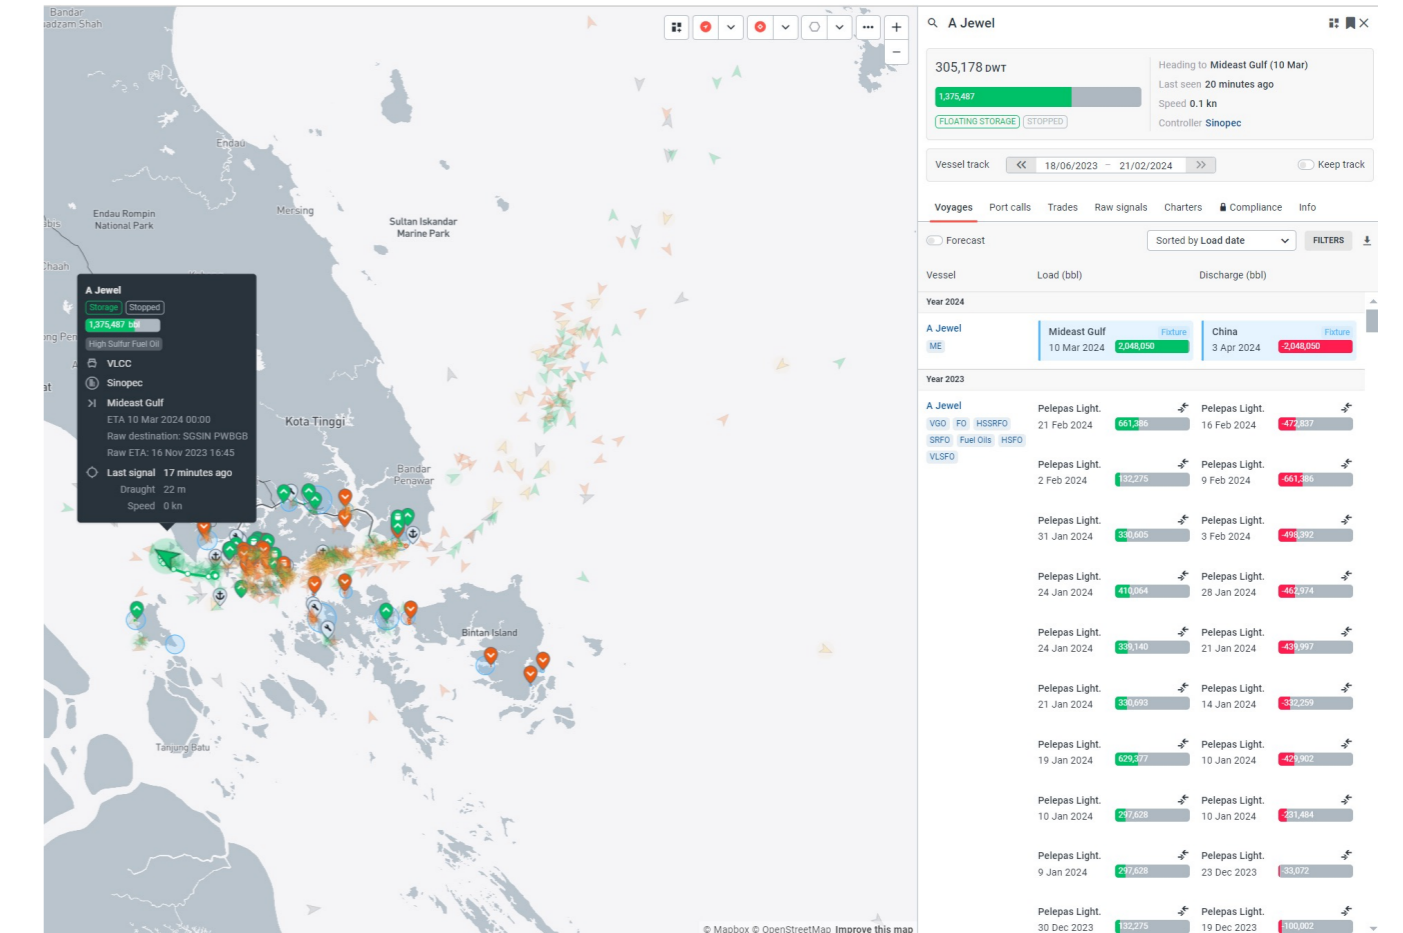 Bandar
Endau
Endau Rompin
National Park
Mersing
Sultan Iskandar
Marine Park
Kota Tinggi
Bandar
Penawar
Bintan Island
Tanjung Batu
A Jewel
Storage Stopped
1,375,487 bbl
High Sulfur Fuel Oil
VLCC
Sinopec
Mideast Gulf
ETA 10 Mar 2024 00:00
Raw destination: SGSIN PWBGB
Raw ETA: 16 Nov 2023 16:45
Last signal 17 minutes ago
Draught 22 m
Speed 0 kn
© Mapbox © OpenStreetMap Improve this map
A Jewel
305,178 DWT
1,375,487
FLOATING STORAGE STOPPED
Heading to Mideast Gulf (10 Mar)
Last seen 20 minutes ago
Speed 0.1 kn
Controller Sinopec
Vessel track 18/06/2023 – 21/02/2024 Keep track
Voyages Port calls Trades Raw signals Charters Compliance Info
Forecast Sorted by Load date FILTERS
Vessel Load (bbl) Discharge (bbl)
Year 2024
A Jewel
ME
Mideast Gulf Fixture China Fixture
10 Mar 2024 2,048,050 3 Apr 2024 -2,048,050
Year 2023
A Jewel
VGO FO HSSRFO
SRFO Fuel Oils HSFO
VLSFO
Pelepas Light. Pelepas Light.
21 Feb 2024 661,386 16 Feb 2024 -472,837
Pelepas Light. Pelepas Light.
2 Feb 2024 132,275 9 Feb 2024 -661,386
Pelepas Light. Pelepas Light.
31 Jan 2024 330,605 3 Feb 2024 -498,392
Pelepas Light. Pelepas Light.
24 Jan 2024 410,064 28 Jan 2024 -462,974
Pelepas Light. Pelepas Light.
24 Jan 2024 339,140 21 Jan 2024 -439,997
Pelepas Light. Pelepas Light.
21 Jan 2024 330,693 14 Jan 2024 -332,259
Pelepas Light. Pelepas Light.
19 Jan 2024 629,377 10 Jan 2024 -429,902
Pelepas Light. Pelepas Light.
10 Jan 2024 297,628 10 Jan 2024 -231,484
Pelepas Light. Pelepas Light.
9 Jan 2024 297,628 23 Dec 2023 -33,072
Pelepas Light. Pelepas Light.
30 Dec 2023 132,275 19 Dec 2023 -100,002